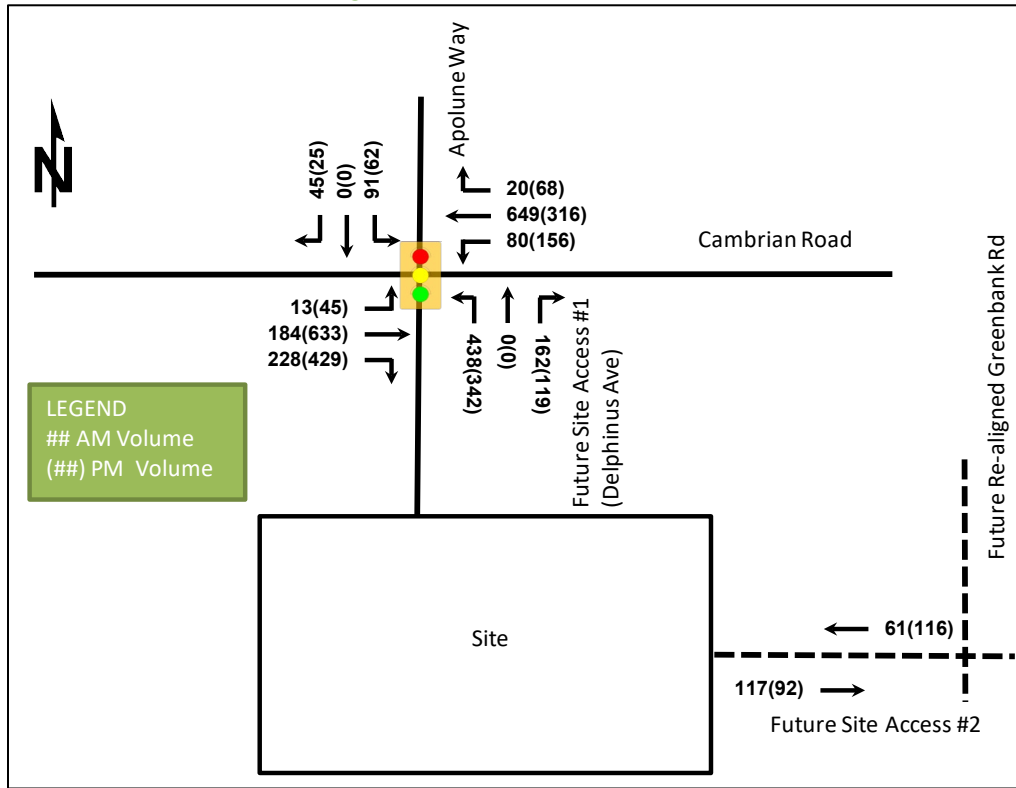 Apolune Way
N
45(25)
0(0)
91(62)
20(68)
649(316)
80(156)
Cambrian Road
13(45)
184(633)
228(429)
438(342)
0(0)
162(119)
Future Site Access #1
(Delphinus Ave)
Future Re-aligned Greenbank Rd
LEGEND
## AM Volume
(##) PM Volume
Site
61(116)
117(92)
Future Site Access #2